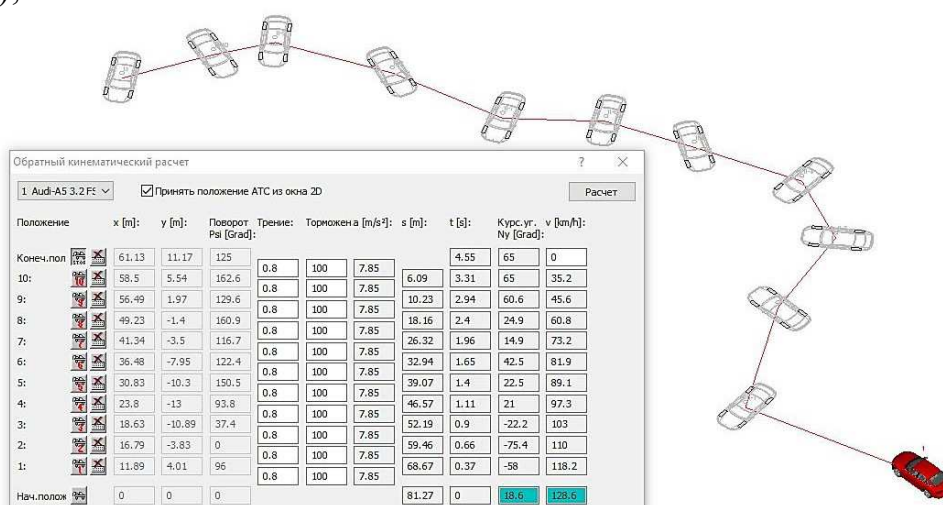 ),
Обратный кинематический расчет ? ×
1 Audi-A5 3.2 FS Принять положение АТС из окна 2D Расчет
Положение x [m]: y [m]: Поворот Psi [Grad]: Трение: Торможен a [m/s²]: s [m]: t [s]: Курс.уг. Ny [Grad]: v [km/h]:
Конеч.пол 61.13 11.17 125 4.55 65 0
0.8 100 7.85
10: 58.5 5.54 162.6 6.09 3.31 65 35.2
0.8 100 7.85
9: 56.49 1.97 129.6 10.23 2.94 60.6 45.6
0.8 100 7.85
8: 49.23 -1.4 160.9 18.16 2.4 24.9 60.8
0.8 100 7.85
7: 41.34 -3.5 116.7 26.32 1.96 14.9 73.2
0.8 100 7.85
6: 36.48 -7.95 122.4 32.94 1.65 42.5 81.9
0.8 100 7.85
5: 30.83 -10.3 150.5 39.07 1.4 22.5 89.1
0.8 100 7.85
4: 23.8 -13 93.8 46.57 1.11 21 97.3
0.8 100 7.85
3: 18.63 -10.89 37.4 52.19 0.9 -22.2 103
0.8 100 7.85
2: 16.79 -3.83 0 59.46 0.66 -75.4 110
0.8 100 7.85
1: 11.89 4.01 96 68.67 0.37 -58 118.2
0.8 100 7.85
Нач.полож 0 0 0 81.27 0 18.6 128.6